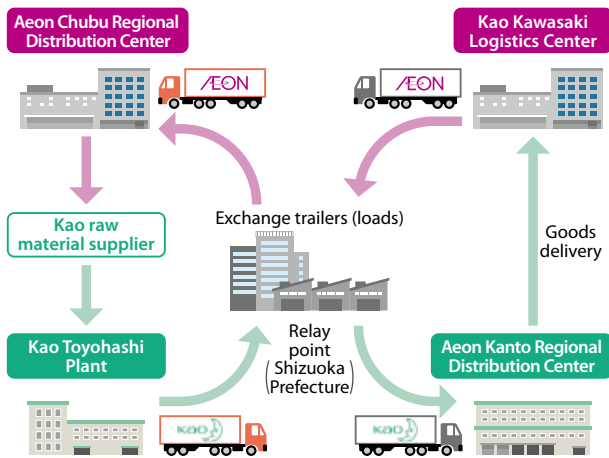 Aeon Chubu Regional
Distribution Center
Kao Kawasaki
Logistics Center
ÆON
ÆON
Exchange trailers (loads)
Kao raw
material supplier
Goods
delivery
Relay
point
(Shizuoka
Prefecture)
Kao Toyohashi
Plant
Aeon Kanto Regional
Distribution Center
kao
kao